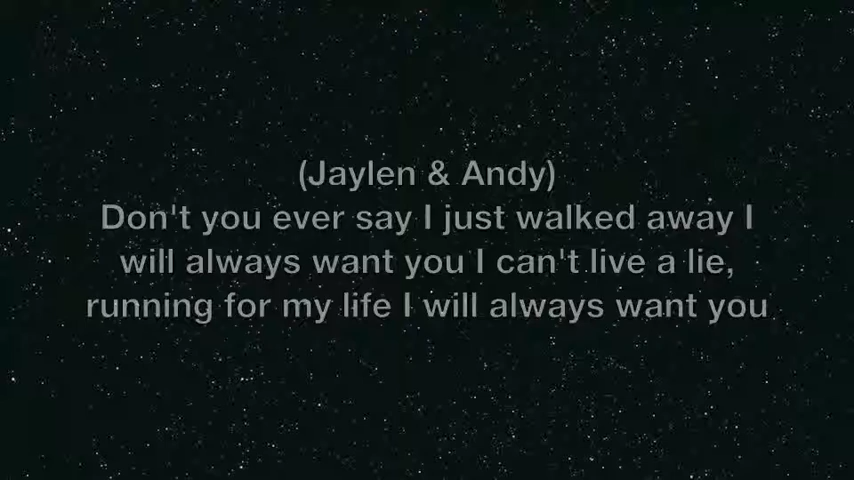 (Jaylen & Andy)
Don't you ever say I just walked away I
will always want you I can't live a lie,
running for my life I will always want you